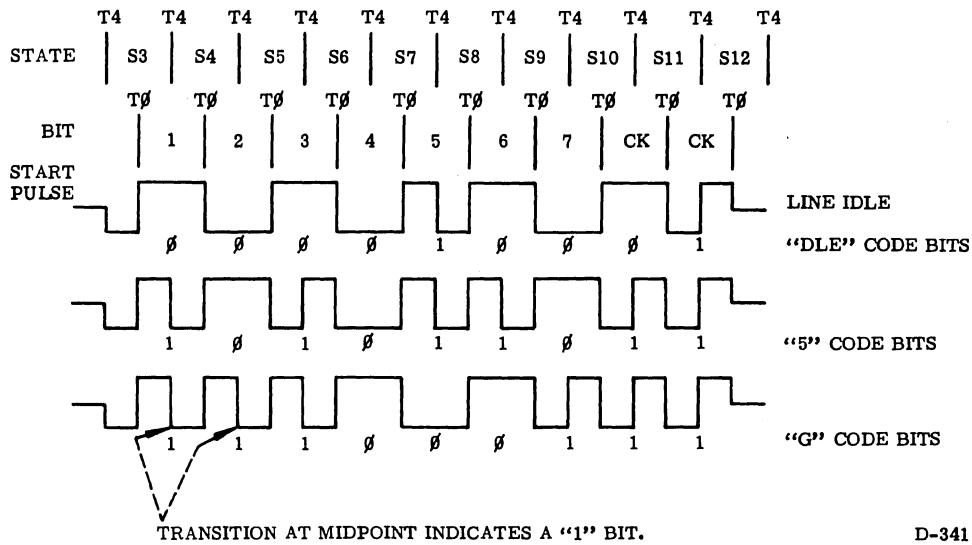 T4 T4 T4 T4 T4 T4 T4 T4 T4 T4 T4
STATE S3 S4 S5 S6 S7 S8 S9 S10 S11 S12
TØ TØ TØ TØ TØ TØ TØ TØ TØ TØ
BIT 1 2 3 4 5 6 7 CK CK
START
PULSE
LINE IDLE
Ø Ø Ø Ø 1 Ø Ø Ø 1 “DLE” CODE BITS
1 Ø 1 Ø 1 1 Ø 1 1 “5” CODE BITS
1 1 1 Ø Ø Ø 1 1 1 “G” CODE BITS
TRANSITION AT MIDPOINT INDICATES A “1” BIT.
D-341